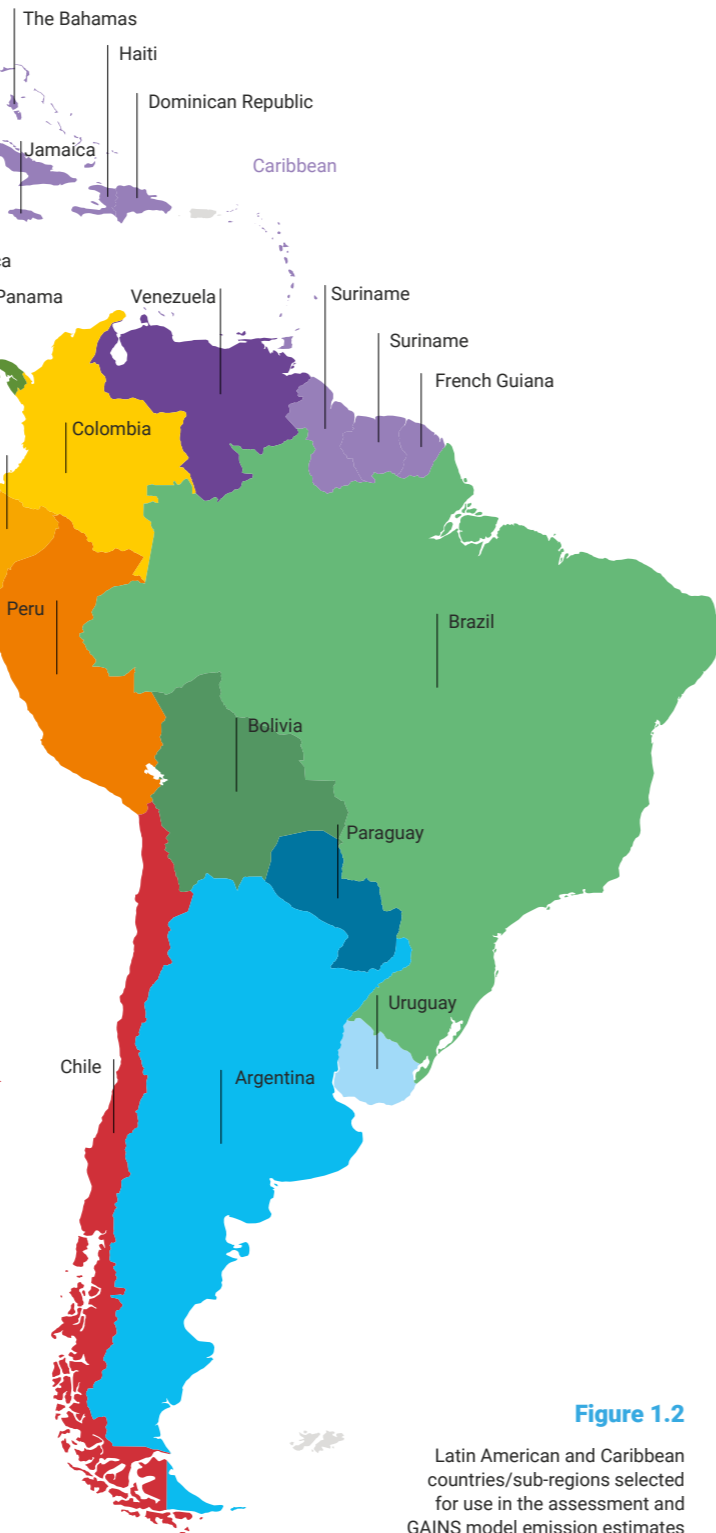 The Bahamas
Haiti
Dominican Republic
Jamaica
Caribbean
ca
Panama
Venezuela
Suriname
Suriname
French Guiana
Colombia
Peru
Brazil
Bolivia
Paraguay
Uruguay
Chile
Argentina
Figure 1.2
Latin American and Caribbean
countries/sub-regions selected
for use in the assessment and
GAINS model emission estimates